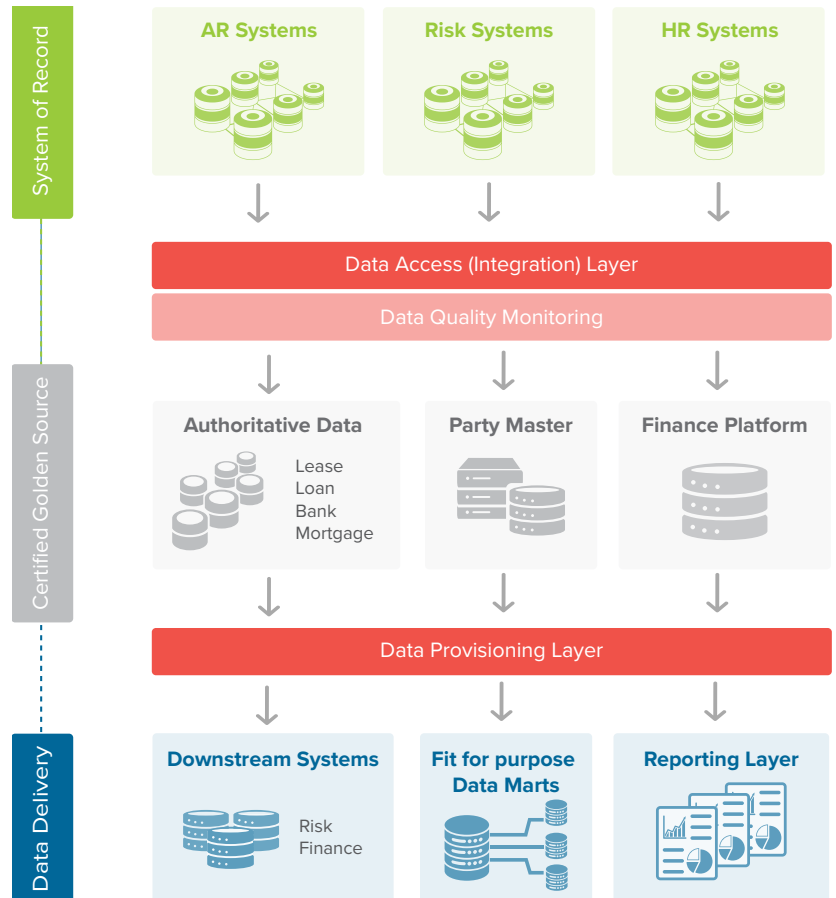 System of Record
AR Systems
Risk Systems
HR Systems
Data Access (Integration) Layer
Data Quality Monitoring
Certified Golden Source
Authoritative Data
Lease
Loan
Bank
Mortgage
Party Master
Finance Platform
Data Provisioning Layer
Data Delivery
Downstream Systems
Risk
Finance
Fit for purpose
Data Marts
Reporting Layer